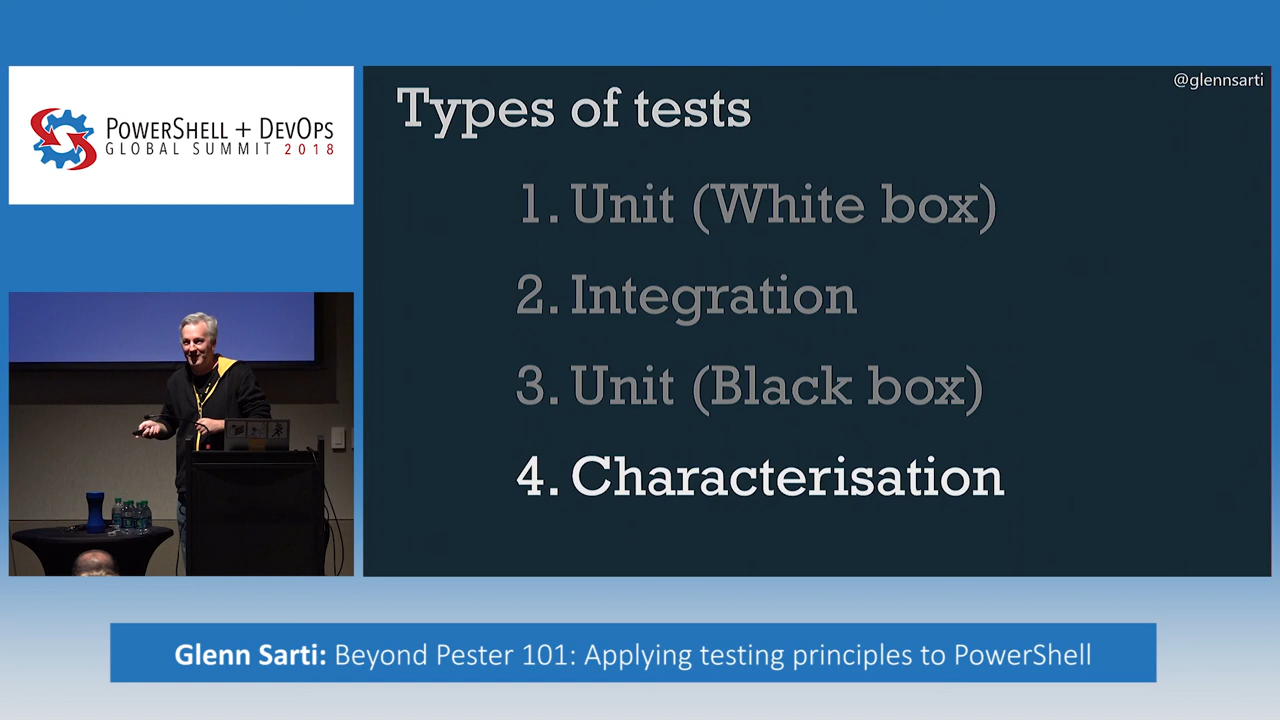 @glennsarti
Types of tests
POWERSHELL + DEVOPS
GLOBAL SUMMIT 2018
1. Unit (White box)
2. Integration
3. Unit (Black box)
4. Characterisation
Glenn Sarti: Beyond Pester 101: Applying testing principles to PowerShell